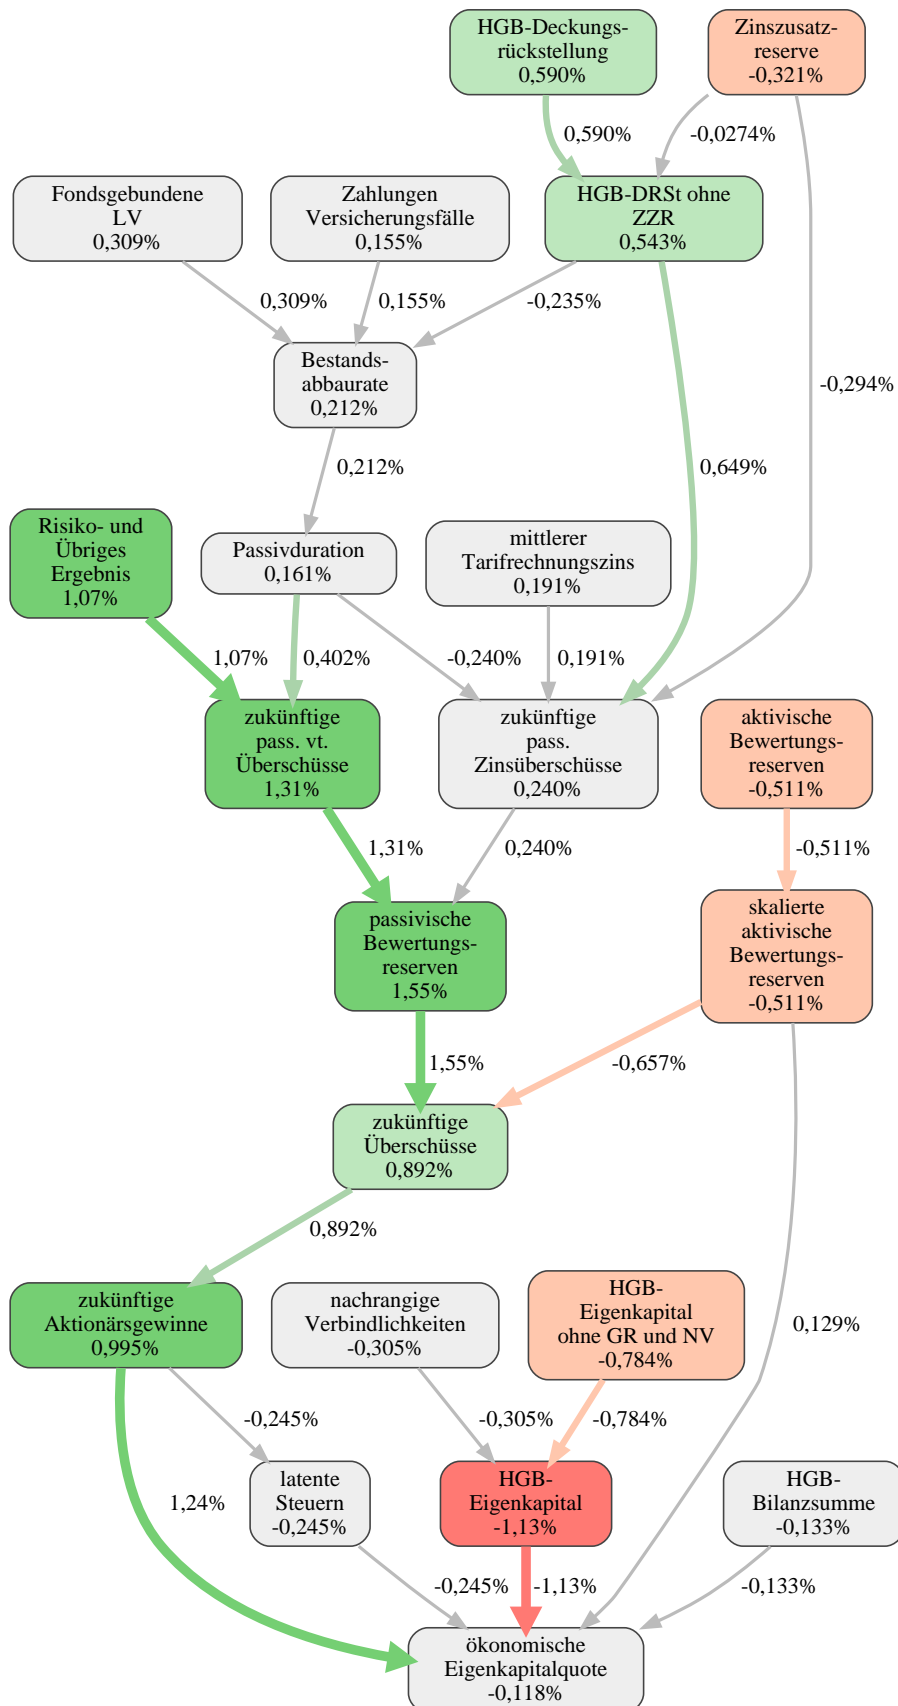 HGB-Deckungs-
rückstellung
0,590%
Zinszusatz-
reserve
-0,321%
0,590%
-0,0274%
Fondsgebundene
LV
0,309%
Zahlungen
Versicherungsfälle
0,155%
HGB-DRSt ohne
ZZR
0,543%
0,309%
0,155%
-0,235%
Bestands-
abbaurate
0,212%
-0,294%
0,212%
0,649%
Risiko- und
Übriges
Ergebnis
1,07%
Passivduration
0,161%
mittlerer
Tarifrechnungszins
0,191%
1,07%
0,402%
-0,240%
0,191%
zukünftige
pass. vt.
Überschüsse
1,31%
zukünftige
pass.
Zinsüberschüsse
0,240%
aktivische
Bewertungs-
reserven
-0,511%
1,31%
0,240%
-0,511%
passivische
Bewertungs-
reserven
1,55%
skalierte
aktivische
Bewertungs-
reserven
-0,511%
1,55%
-0,657%
zukünftige
Überschüsse
0,892%
0,892%
zukünftige
Aktionärsgewinne
0,995%
nachrangige
Verbindlichkeiten
-0,305%
HGB-
Eigenkapital
ohne GR und NV
-0,784%
0,129%
-0,245%
-0,305%
-0,784%
1,24%
latente
Steuern
-0,245%
HGB-
Eigenkapital
-1,13%
HGB-
Bilanzsumme
-0,133%
-0,245%
-1,13%
-0,133%
ökonomische
Eigenkapitalquote
-0,118%